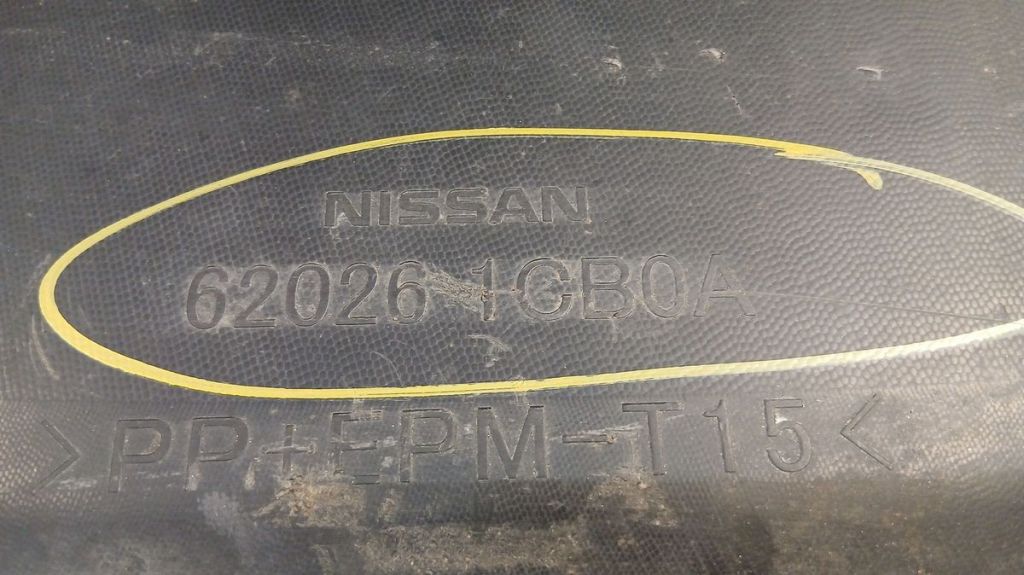 NISSAN
62026 1CB0A
>PP+EPM-T15<